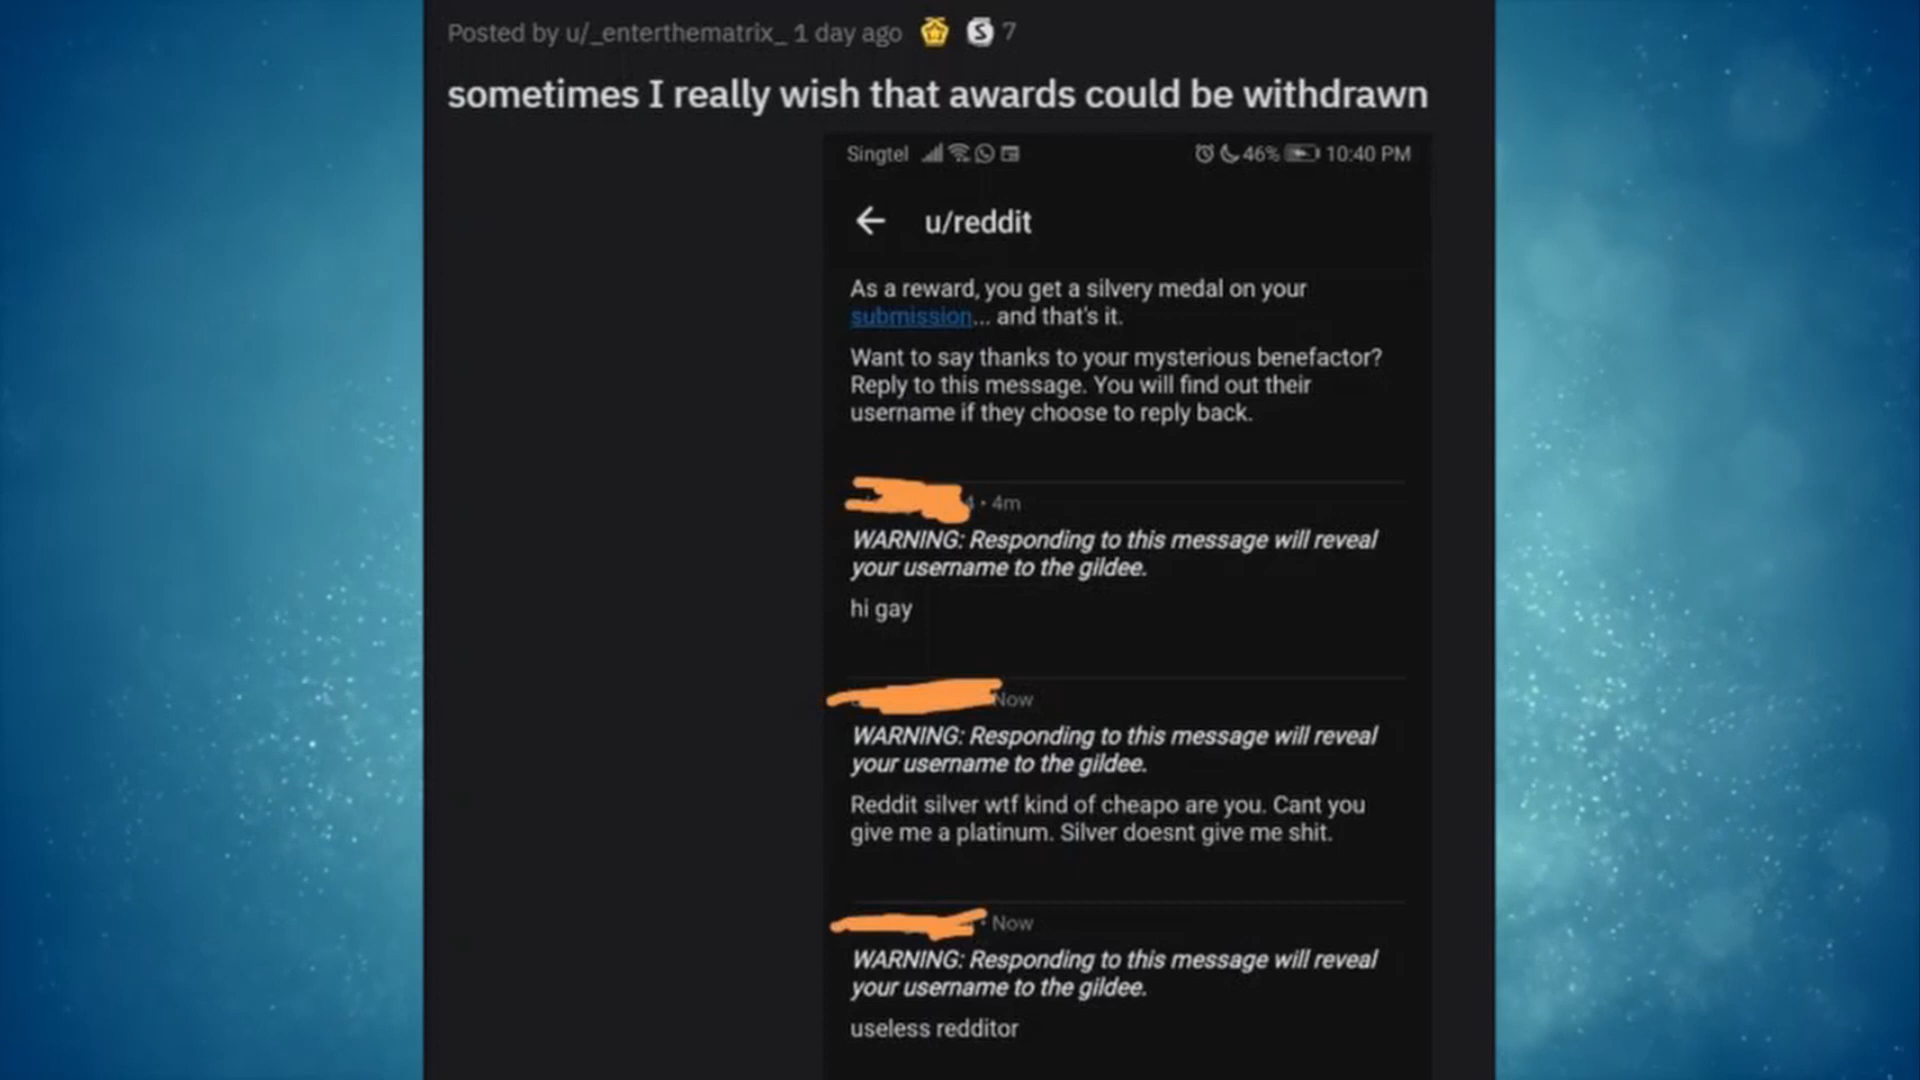 Posted by u/_enterthematrix_ 1 day ago 7
sometimes I really wish that awards could be withdrawn
Singtel 46% 10:40 PM
u/reddit
As a reward, you get a silvery medal on your
submission... and that's it.
Want to say thanks to your mysterious benefactor?
Reply to this message. You will find out their
username if they choose to reply back.
4 • 4m
WARNING: Responding to this message will reveal
your username to the gildee.
hi gay
Now
WARNING: Responding to this message will reveal
your username to the gildee.
Reddit silver wtf kind of cheapo are you. Cant you
give me a platinum. Silver doesnt give me shit.
• Now
WARNING: Responding to this message will reveal
your username to the gildee.
useless redditor